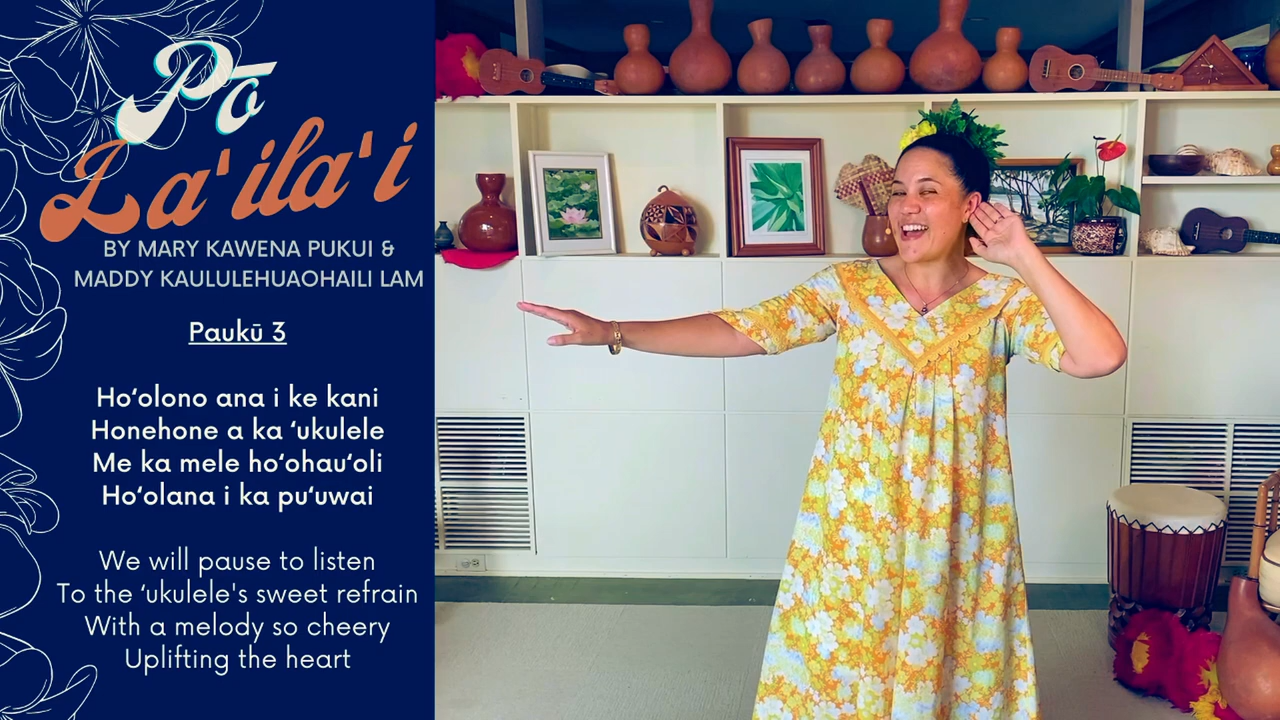 Pō
Laʻilaʻi
BY MARY KAWENA PUKUI &
MADDY KAULULEHUAOHAILI LAM
Paukū 3
Hoʻolono ana i ke kani
Honehone a ka ʻukulele
Me ka mele hoʻohauʻoli
Hoʻolana i ka puʻuwai
We will pause to listen
To the ʻukulele's sweet refrain
With a melody so cheery
Uplifting the heart